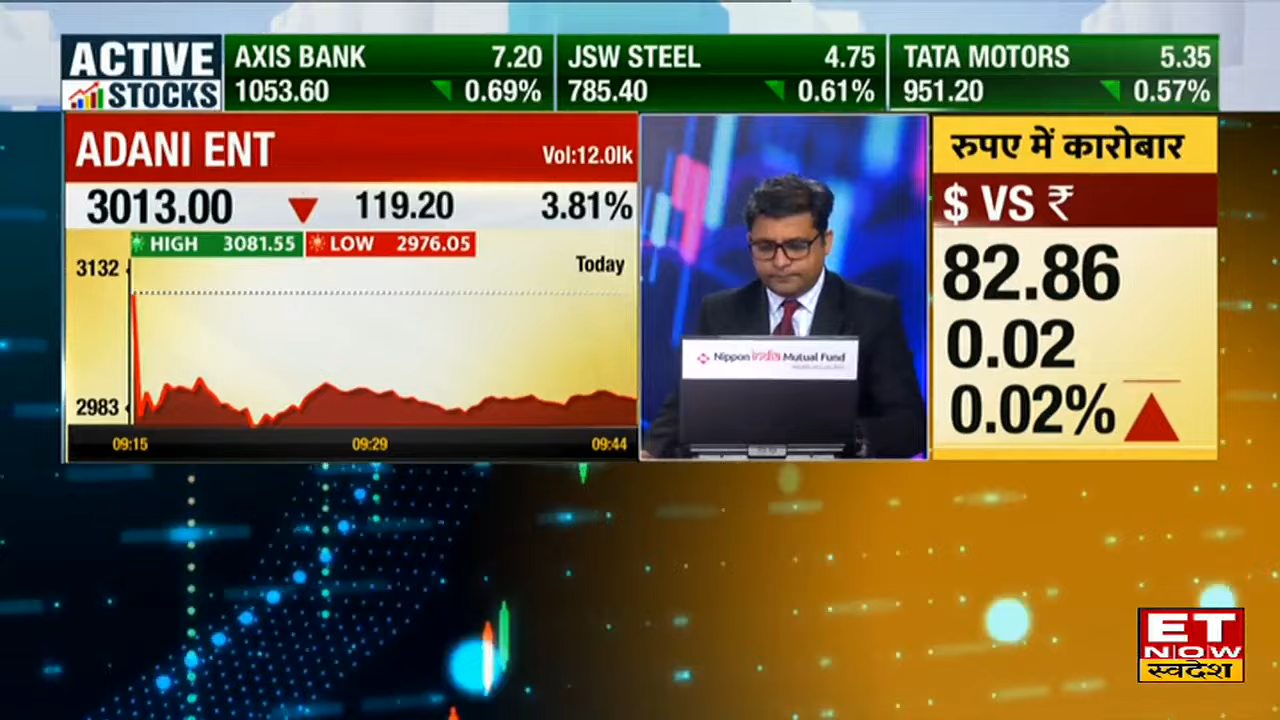 ACTIVE STOCKS
AXIS BANK 7.20
1053.60 0.69%
JSW STEEL 4.75
785.40 0.61%
TATA MOTORS 5.35
951.20 0.57%
ADANI ENT Vol:12.0lk
3013.00 119.20 3.81%
HIGH 3081.55 LOW 2976.05
Today
3132
2983
09:15 09:29 09:44
Nippon india Mutual Fund
रुपए में कारोबार
$ VS ₹
82.86
0.02
0.02%
ET
NOW
स्वदेश